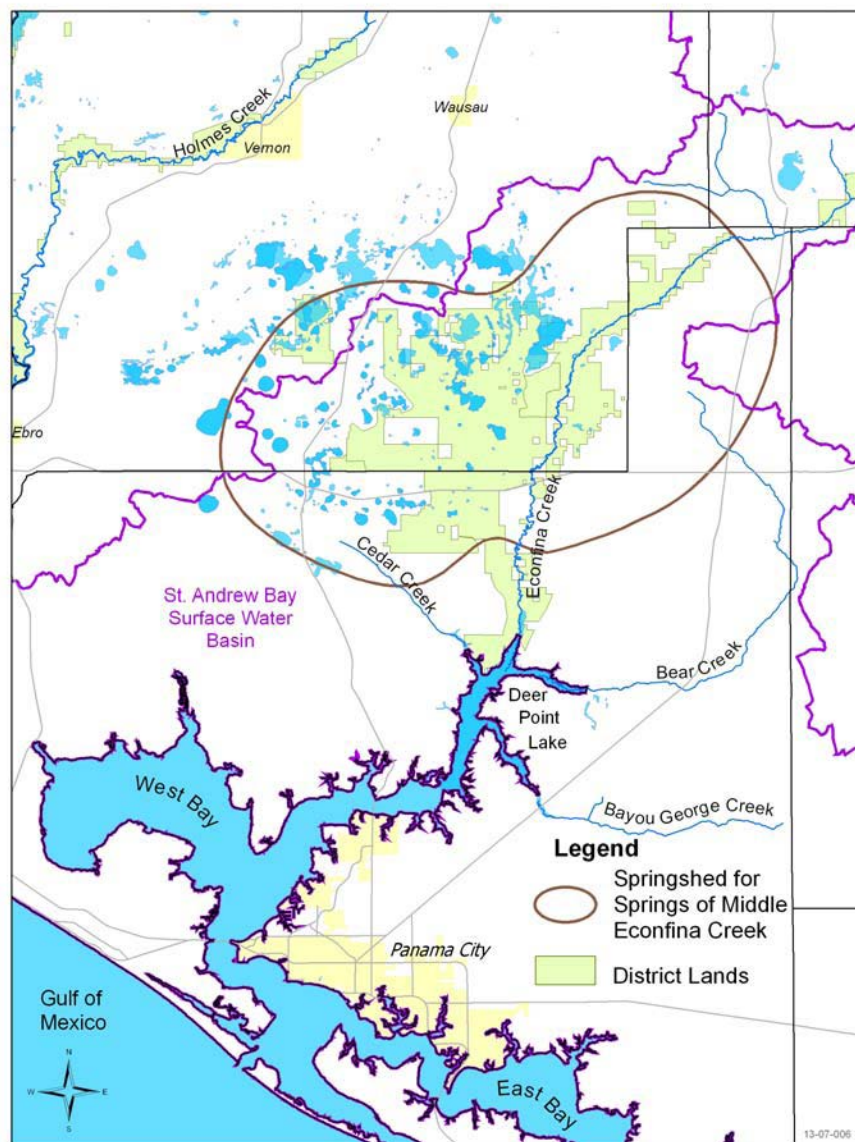 Holmes Creek
Vernon
Wausau
Ebro
Cedar Creek
Econfina Creek
St. Andrew Bay
Surface Water
Basin
Bear Creek
Deer
Point
Lake
West Bay
Bayou George Creek
Legend
Springshed for
Springs of Middle
Econfina Creek
District Lands
Panama City
Gulf of
Mexico
N
W E
S
East Bay
13-07-006